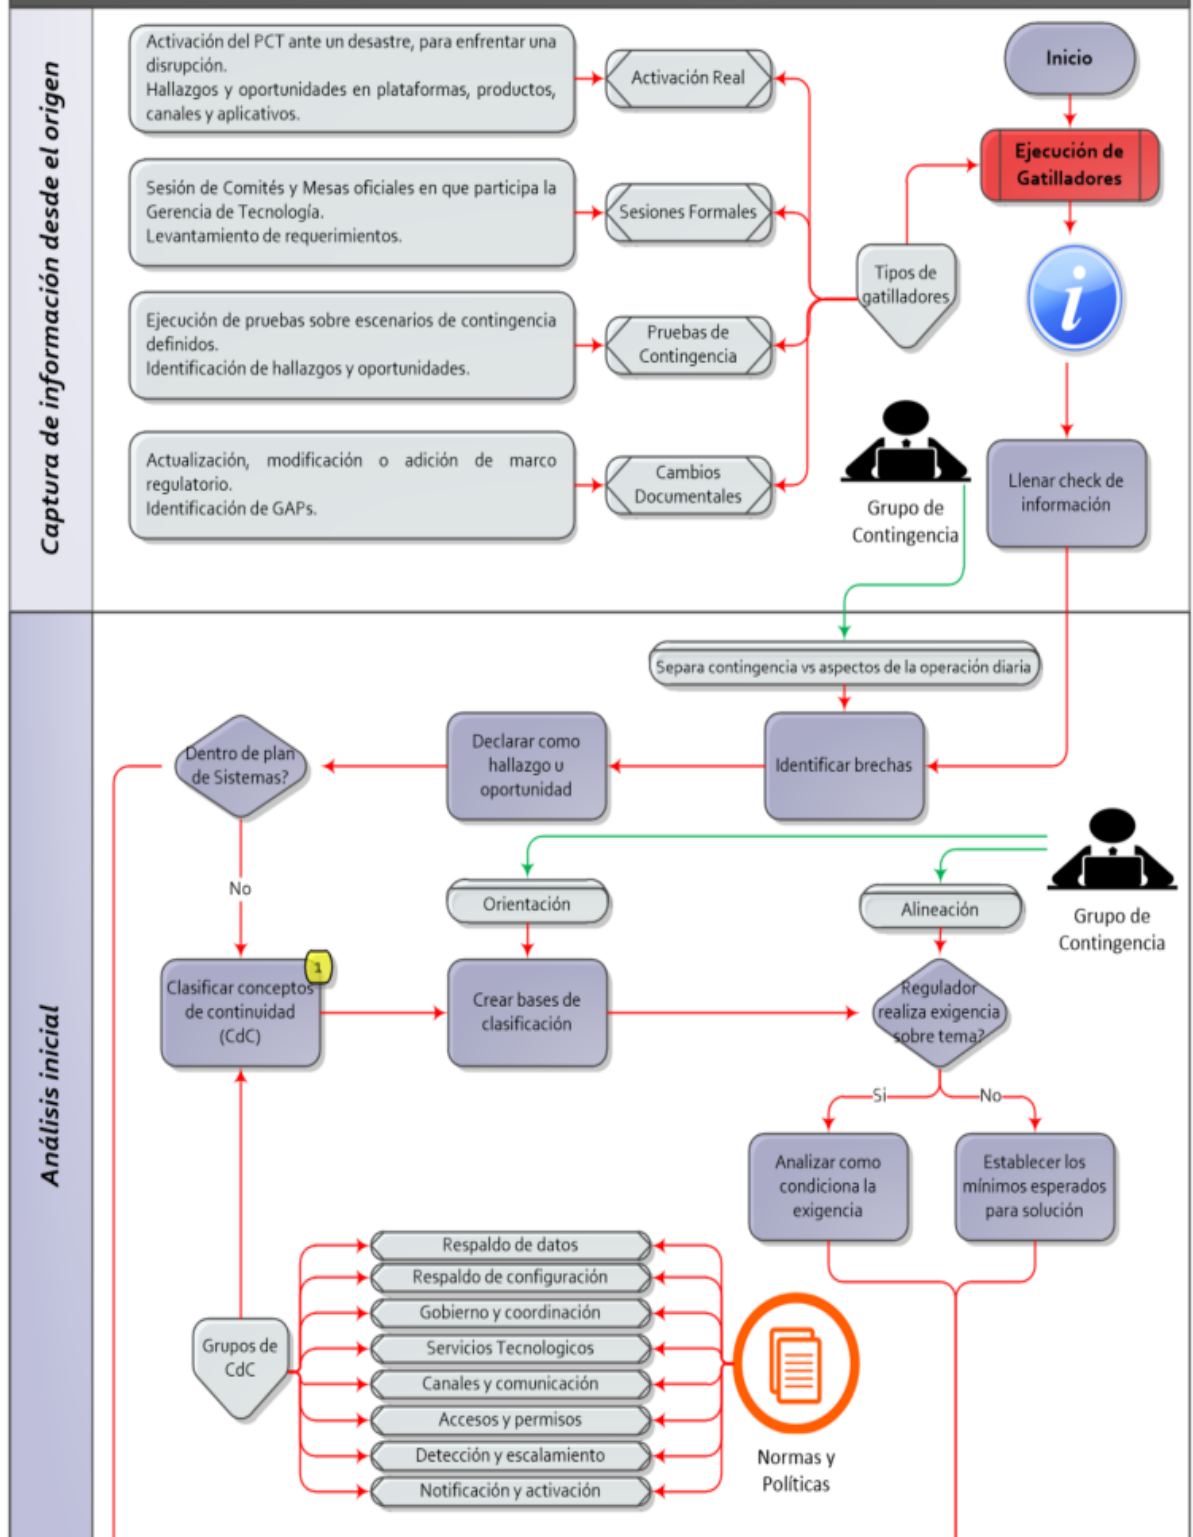 Captura de información desde el origen
Activación del PCT ante un desastre, para enfrentar una
disrupción.
Hallazgos y oportunidades en plataformas, productos,
canales y aplicativos.
Activación Real
Inicio
Ejecución de
Gatilladores
Sesión de Comités y Mesas oficiales en que participa la
Gerencia de Tecnología.
Levantamiento de requerimientos.
Sesiones Formales
Tipos de
gatilladores
i
Ejecución de pruebas sobre escenarios de contingencia
definidos.
Identificación de hallazgos y oportunidades.
Pruebas de
Contingencia
Actualización, modificación o adición de marco
regulatorio.
Identificación de GAPs.
Cambios
Documentales
Grupo de
Contingencia
Llenar check de
información
Análisis inicial
Separa contingencia vs aspectos de la operación diaria
Dentro de plan
de Sistemas?
Declarar como
hallazgo u
oportunidad
Identificar brechas
No
Orientación
Alineación
Grupo de
Contingencia
1
Clasificar conceptos
de continuidad
(CdC)
Crear bases de
clasificación
Regulador
realiza exigencia
sobre tema?
Si
No
Analizar como
condiciona la
exigencia
Establecer los
mínimos esperados
para solución
Respaldo de datos
Respaldo de configuración
Gobierno y coordinación
Servicios Tecnologicos
Canales y comunicación
Accesos y permisos
Detección y escalamiento
Notificación y activación
Grupos de
CdC
Normas y
Políticas